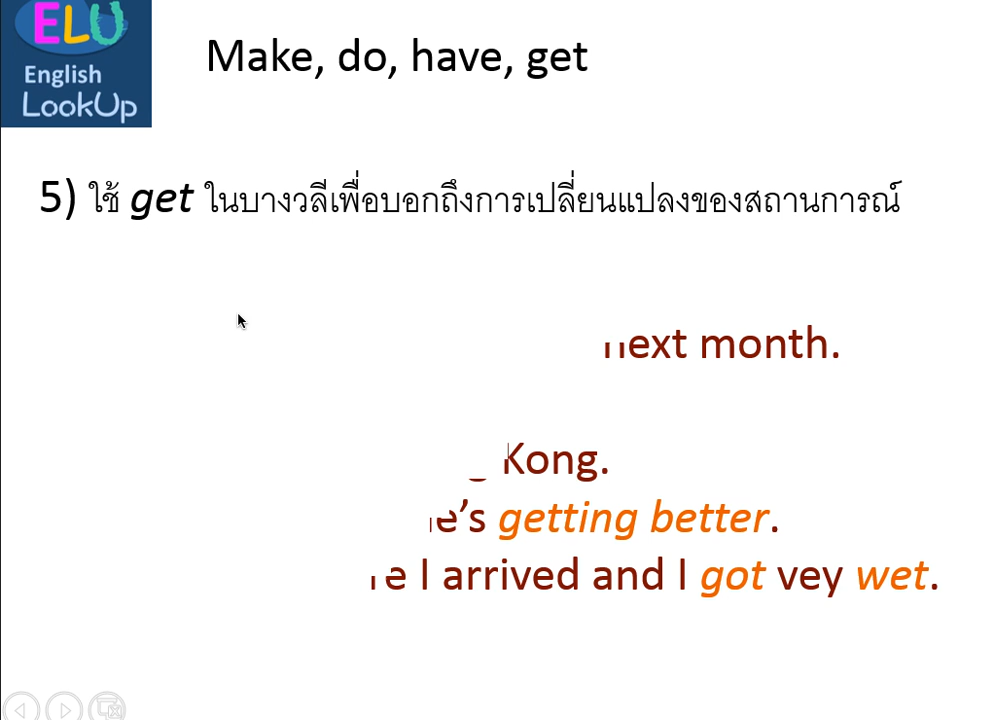 ELU
English
LookUp
Make, do, have, get
5) ใช้ get ในบางวลีเพื่อบอกถึงการเปลี่ยนแปลงของสถานการณ์
next month.
Kong.
getting better.
I arrived and I got vey wet.